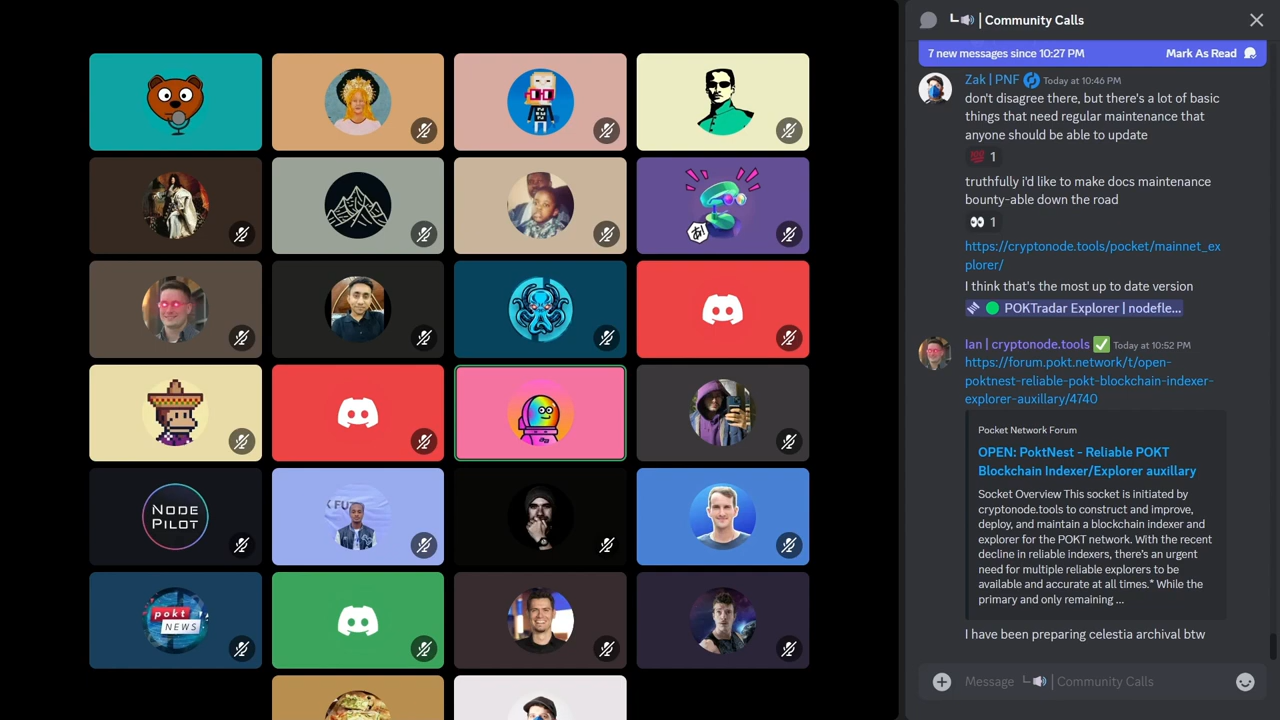 └🔊 | Community Calls
7 new messages since 10:27 PM
Mark As Read
Zak | PNF
Today at 10:46 PM
don't disagree there, but there's a lot of basic
things that need regular maintenance that
anyone should be able to update
💯 1
truthfully i'd like to make docs maintenance
bounty-able down the road
👀 1
https://cryptonode.tools/pocket/mainnet_ex
plorer/
I think that's the most up to date version
POKTradar Explorer | nodefle...
Ian | cryptonode.tools ✅ Today at 10:52 PM
https://forum.pokt.network/t/open-
poktnest-reliable-pokt-blockchain-indexer-
explorer-auxillary/4740
Pocket Network Forum
OPEN: PoktNest - Reliable POKT
Blockchain Indexer/Explorer auxillary
Socket Overview This socket is initiated by
cryptonode.tools to construct and improve,
deploy, and maintain a blockchain indexer and
explorer for the POKT network. With the recent
decline in reliable indexers, there's an urgent
need for multiple reliable explorers to be
available and accurate at all times.* While the
primary and only remaining ...
I have been preparing celestia archival btw
Message └🔊 | Community Calls
NODE
PILOT
pokt
NEWS